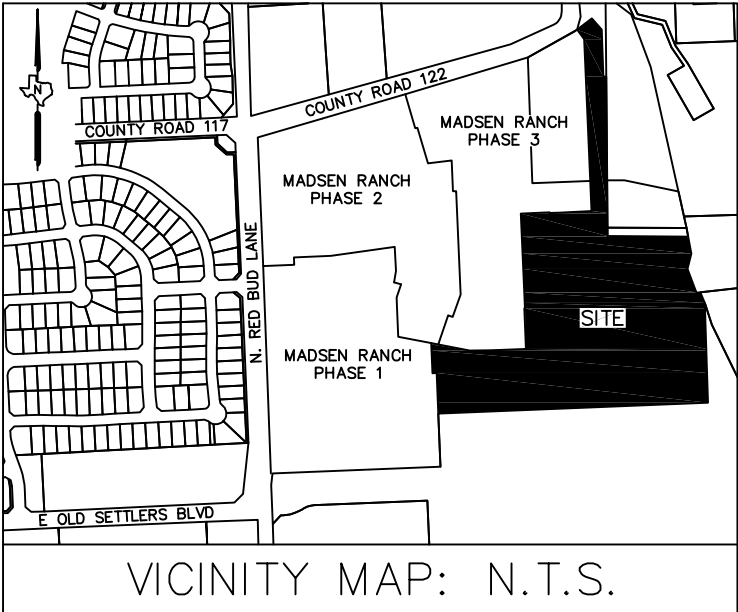 N
COUNTY ROAD 117
COUNTY ROAD 122
MADSEN RANCH
PHASE 3
MADSEN RANCH
PHASE 2
N. RED BUD LANE
SITE
MADSEN RANCH
PHASE 1
E OLD SETTLERS BLVD
VICINITY MAP: N.T.S.